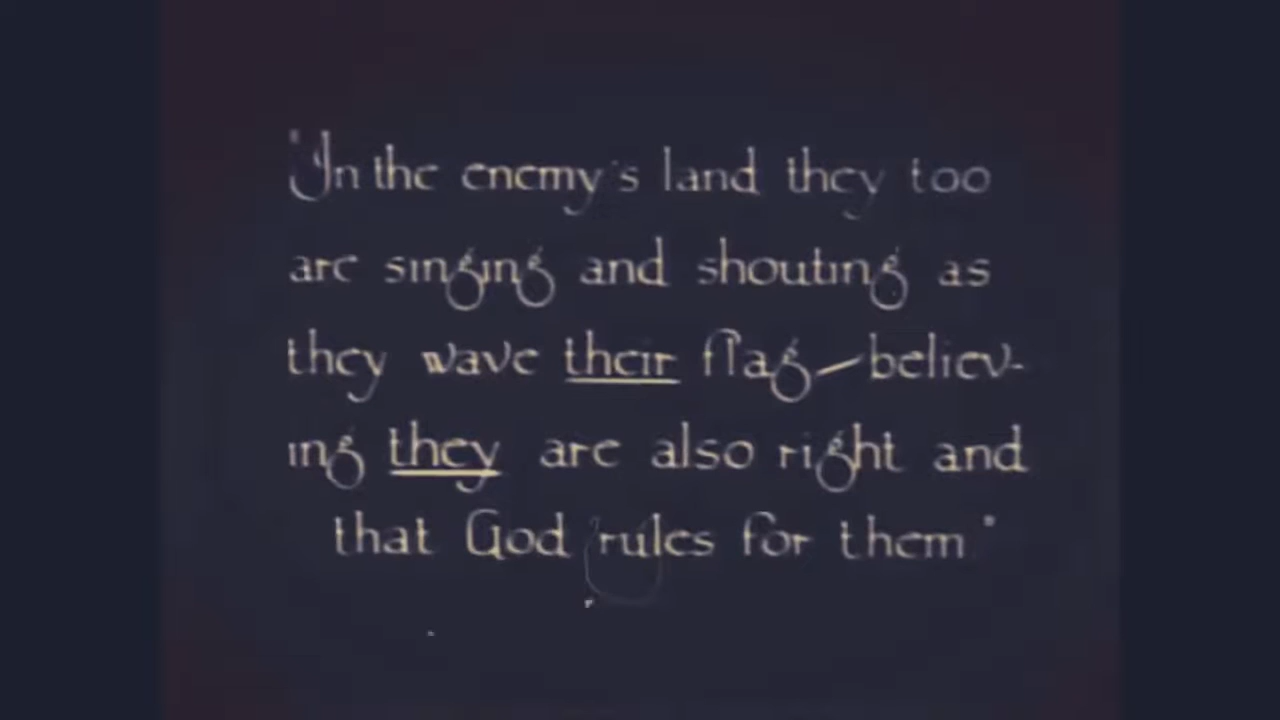 "In the enemy's land they too
are singing and shouting as
they wave their flag—believ-
ing they are also right and
that God rules for them."